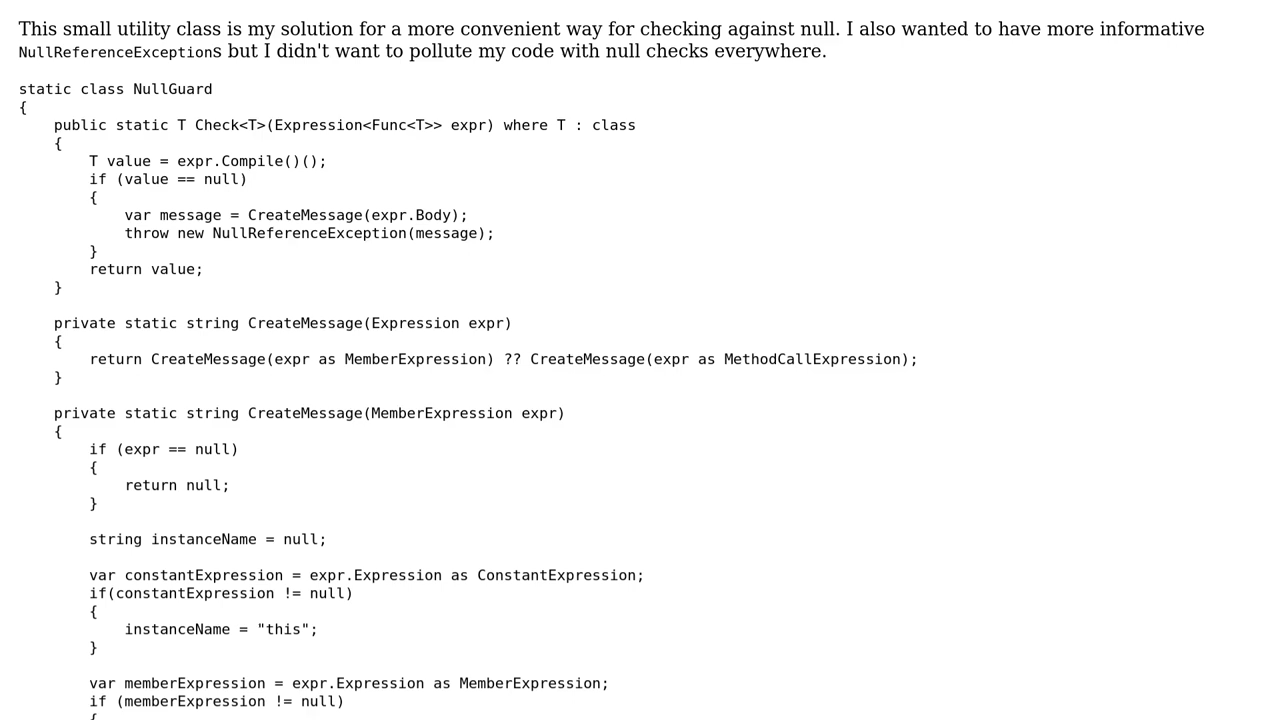 This small utility class is my solution for a more convenient way for checking against null. I also wanted to have more informative
NullReferenceExceptions but I didn't want to pollute my code with null checks everywhere.
static class NullGuard
{
    public static T Check<T>(Expression<Func<T>> expr) where T : class
    {
        T value = expr.Compile()();
        if (value == null)
        {
            var message = CreateMessage(expr.Body);
            throw new NullReferenceException(message);
        }
        return value;
    }

    private static string CreateMessage(Expression expr)
    {
        return CreateMessage(expr as MemberExpression) ?? CreateMessage(expr as MethodCallExpression);
    }

    private static string CreateMessage(MemberExpression expr)
    {
        if (expr == null)
        {
            return null;
        }

        string instanceName = null;

        var constantExpression = expr.Expression as ConstantExpression;
        if(constantExpression != null)
        {
            instanceName = "this";
        }

        var memberExpression = expr.Expression as MemberExpression;
        if (memberExpression != null)
        {